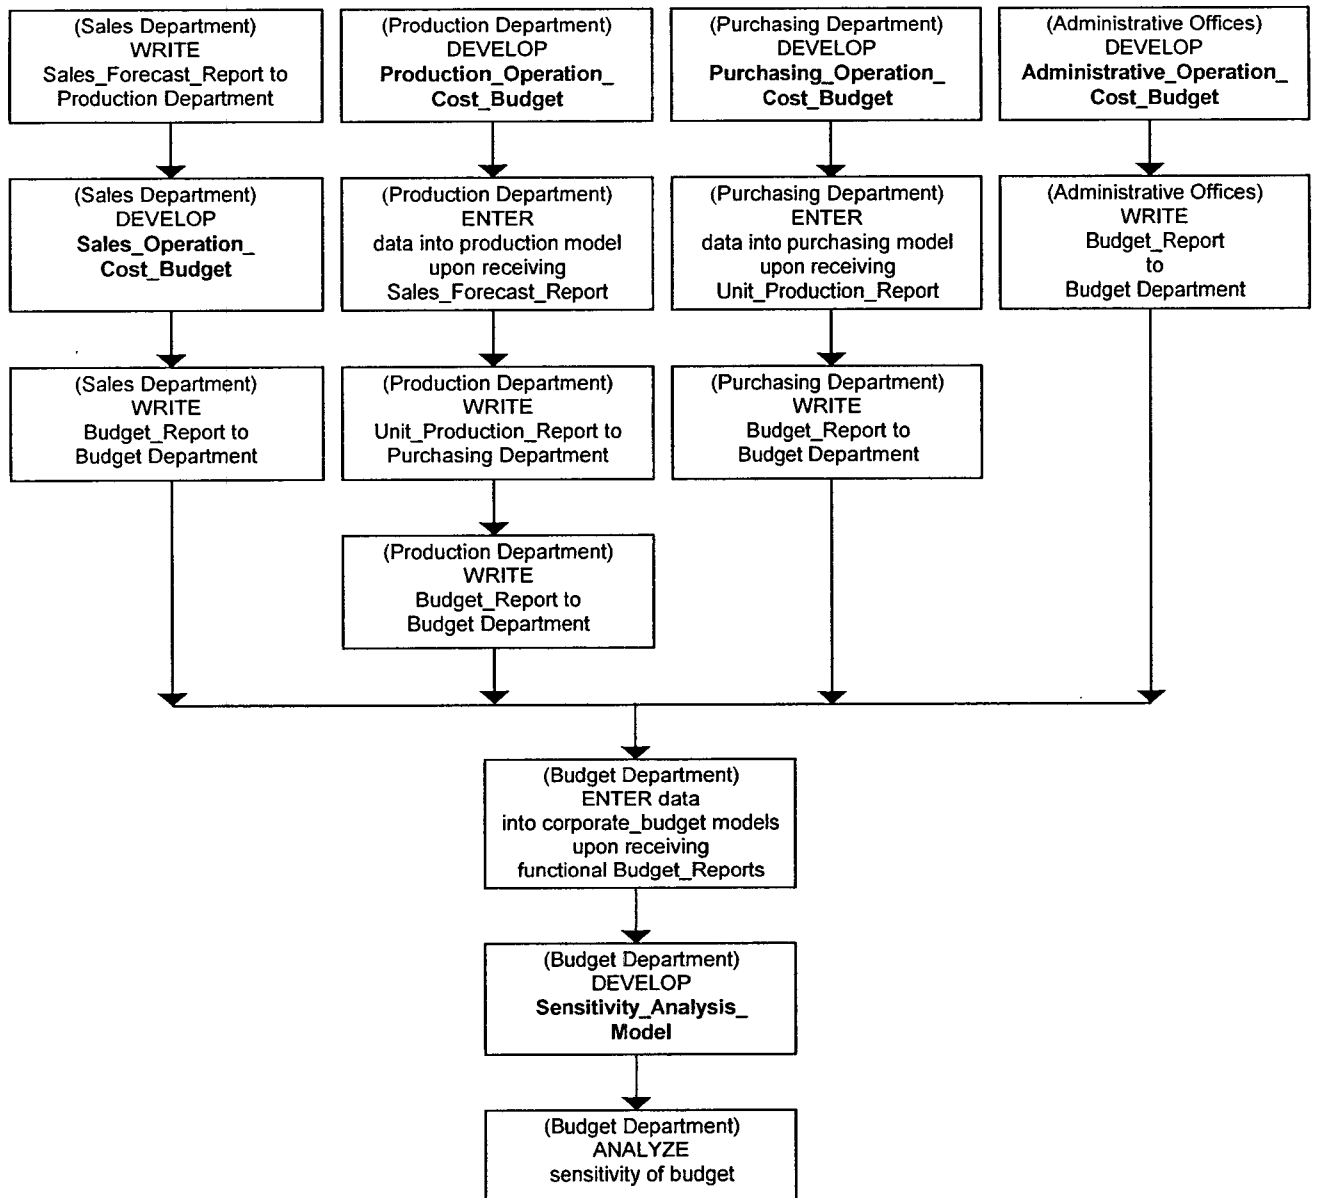 (Sales Department)
WRITE
Sales_Forecast_Report to
Production Department
(Production Department)
DEVELOP
Production_Operation_
Cost_Budget
(Purchasing Department)
DEVELOP
Purchasing_Operation_
Cost_Budget
(Administrative Offices)
DEVELOP
Administrative_Operation_
Cost_Budget
(Sales Department)
DEVELOP
Sales_Operation_
Cost_Budget
(Production Department)
ENTER
data into production model
upon receiving
Sales_Forecast_Report
(Purchasing Department)
ENTER
data into purchasing model
upon receiving
Unit_Production_Report
(Administrative Offices)
WRITE
Budget_Report
to
Budget Department
(Sales Department)
WRITE
Budget_Report to
Budget Department
(Production Department)
WRITE
Unit_Production_Report to
Purchasing Department
(Purchasing Department)
WRITE
Budget_Report to
Budget Department
(Production Department)
WRITE
Budget_Report to
Budget Department
(Budget Department)
ENTER data
into corporate_budget models
upon receiving
functional Budget_Reports
(Budget Department)
DEVELOP
Sensitivity_Analysis_
Model
(Budget Department)
ANALYZE
sensitivity of budget